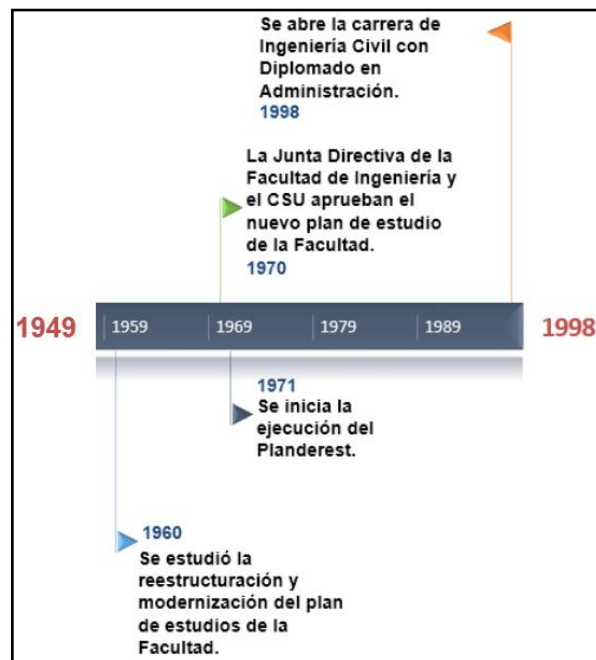 Se abre la carrera de
Ingeniería Civil con
Diplomado en
Administración.
1998
La Junta Directiva de la
Facultad de Ingeniería y
el CSU aprueban el
nuevo plan de estudio
de la Facultad.
1970
1949
1959
1969
1979
1989
1998
1971
Se inicia la
ejecución del
Planderest.
1960
Se estudió la
reestructuración y
modernización del plan
de estudios de la
Facultad.